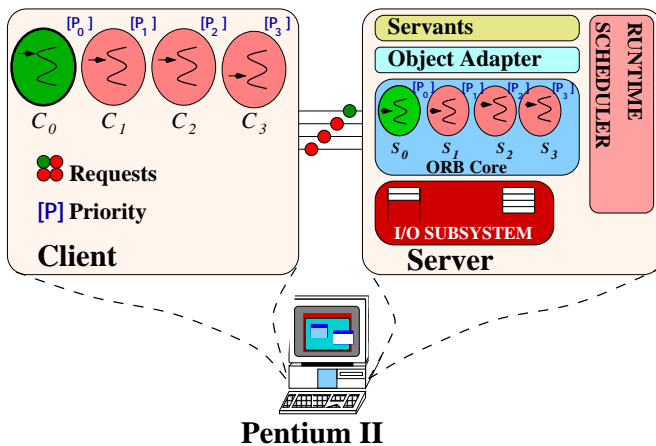 [P0] [P1] [P2] [P3]
C0 C1 C2 C3
Requests
[P] Priority
Client
Servants
Object Adapter
[P0] [P1] [P2] [P3]
S0 S1 S2 S3
ORB Core
I/O SUBSYSTEM
Server
RUNTIME
SCHEDULER
Pentium II